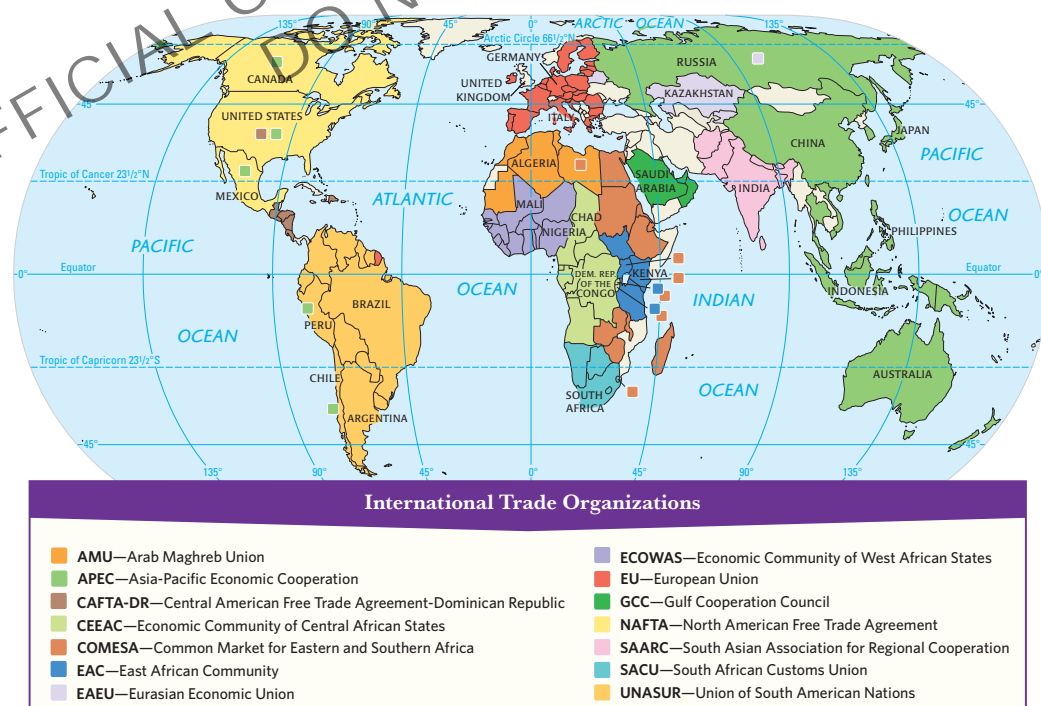 OFFICIAL
DO N
135°
90°
0°
ARCTIC OCEAN
135°
45°
45°
Arctic Circle 66½°N
GERMANY
RUSSIA
CANADA
UNITED
KINGDOM
KAZAKHSTAN
45°
45°
UNITED STATES
ITALY
JAPAN
CHINA
PACIFIC
ALGERIA
Tropic of Cancer 23½°N
SAUDI
ARABIA
INDIA
MEXICO
ATLANTIC
MALI
CHAD
OCEAN
NIGERIA
PHILIPPINES
PACIFIC
0°
Equator
DEM. REP.
OF THE
CONGO
KENYA
Equator
0°
OCEAN
INDIAN
INDONESIA
BRAZIL
PERU
OCEAN
Tropic of Capricorn 23½°S
CHILE
AUSTRALIA
SOUTH
AFRICA
OCEAN
ARGENTINA
45°
45°
135°
90°
45°
0°
45°
90°
135°
International Trade Organizations
AMU—Arab Maghreb Union
APEC—Asia-Pacific Economic Cooperation
CAFTA-DR—Central American Free Trade Agreement-Dominican Republic
CEEAC—Economic Community of Central African States
COMESA—Common Market for Eastern and Southern Africa
EAC—East African Community
EAEU—Eurasian Economic Union
ECOWAS—Economic Community of West African States
EU—European Union
GCC—Gulf Cooperation Council
NAFTA—North American Free Trade Agreement
SAARC—South Asian Association for Regional Cooperation
SACU—South African Customs Union
UNASUR—Union of South American Nations